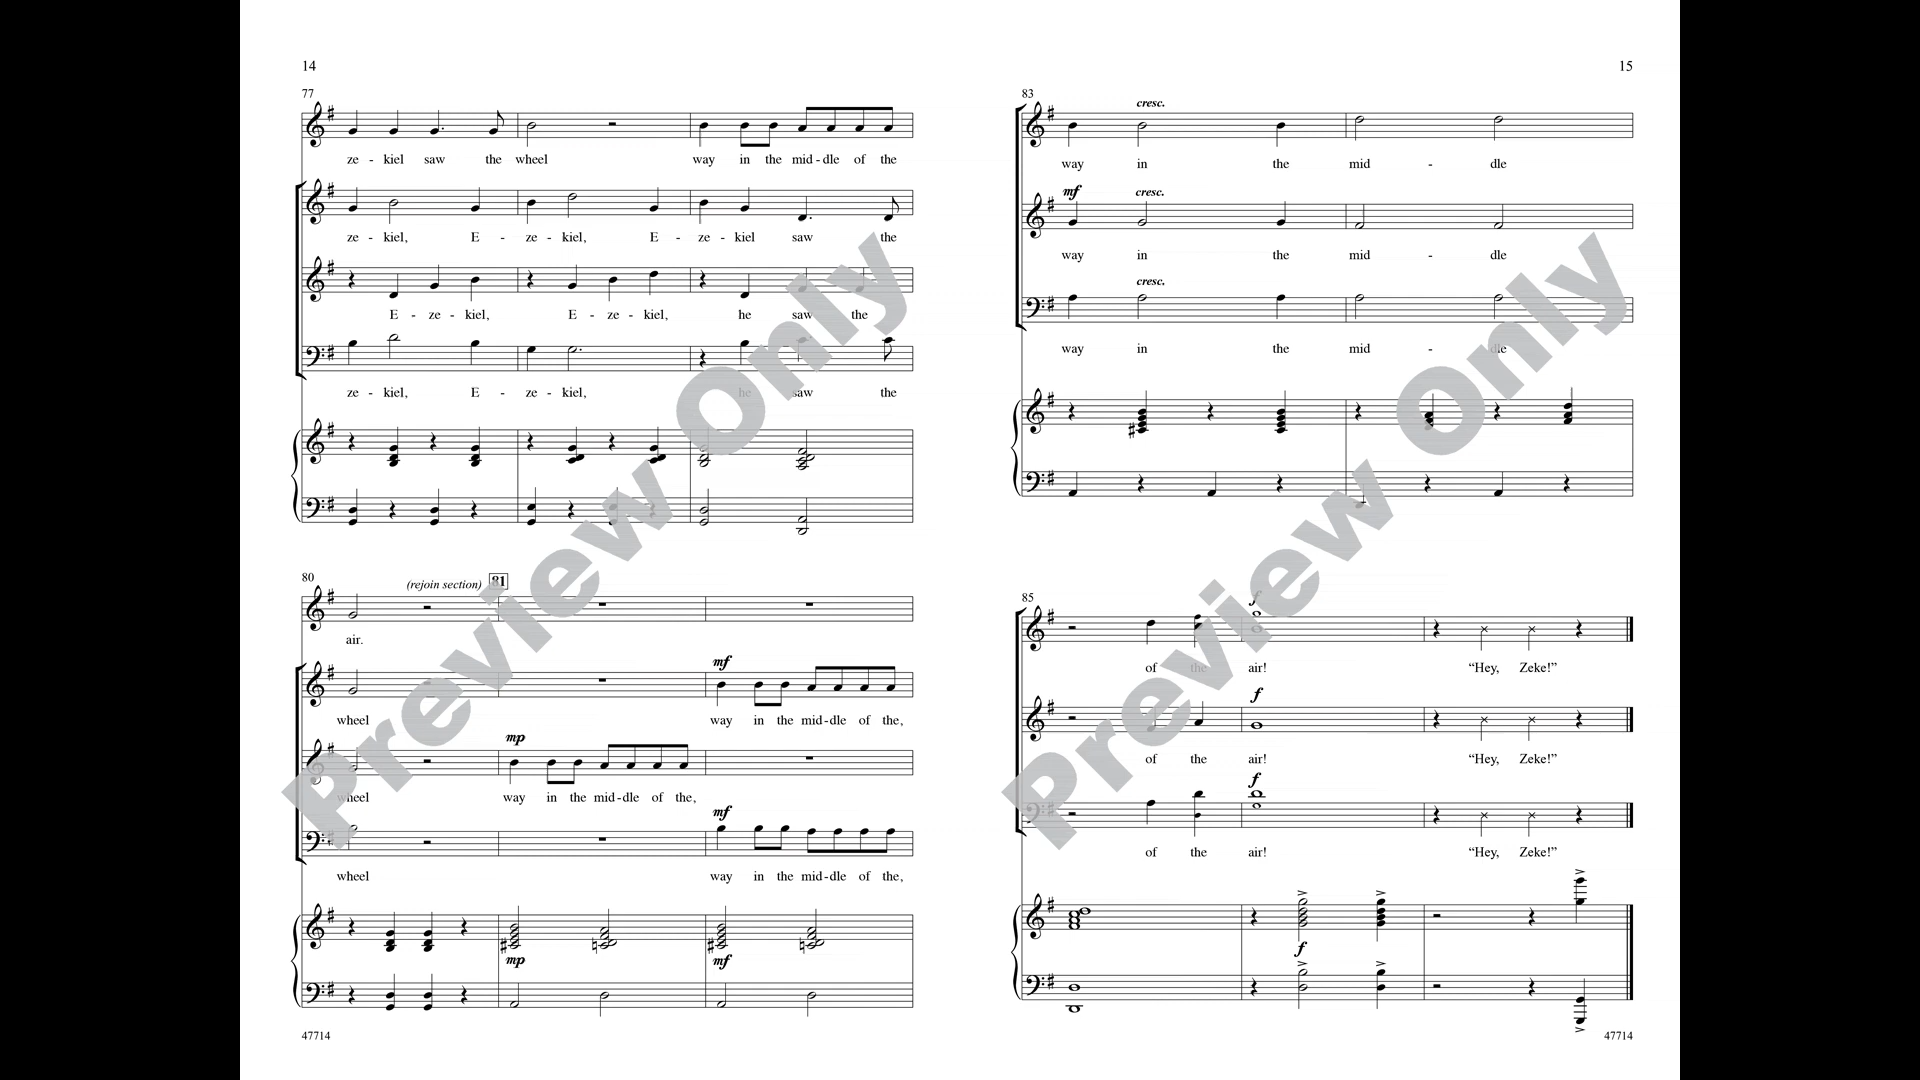 14
77
ze - kiel saw the wheel way in the mid - dle of the
ze - kiel, E - ze - kiel, E - ze - kiel saw the
E - ze - kiel, E - ze - kiel, he saw the
ze - kiel, E - ze - kiel, he saw the
80 (rejoin section) 81
air.
mf
wheel way in the mid - dle of the,
mp
wheel way in the mid - dle of the,
mf
wheel way in the mid - dle of the,
mp mf
47714
15
83 cresc.
way in the mid - dle
mf cresc.
way in the mid - dle
cresc.
way in the mid - dle
85 f
of the air! “Hey, Zeke!”
f
of the air! “Hey, Zeke!”
f
of the air! “Hey, Zeke!”
f
47714
Preview Only
Preview Only